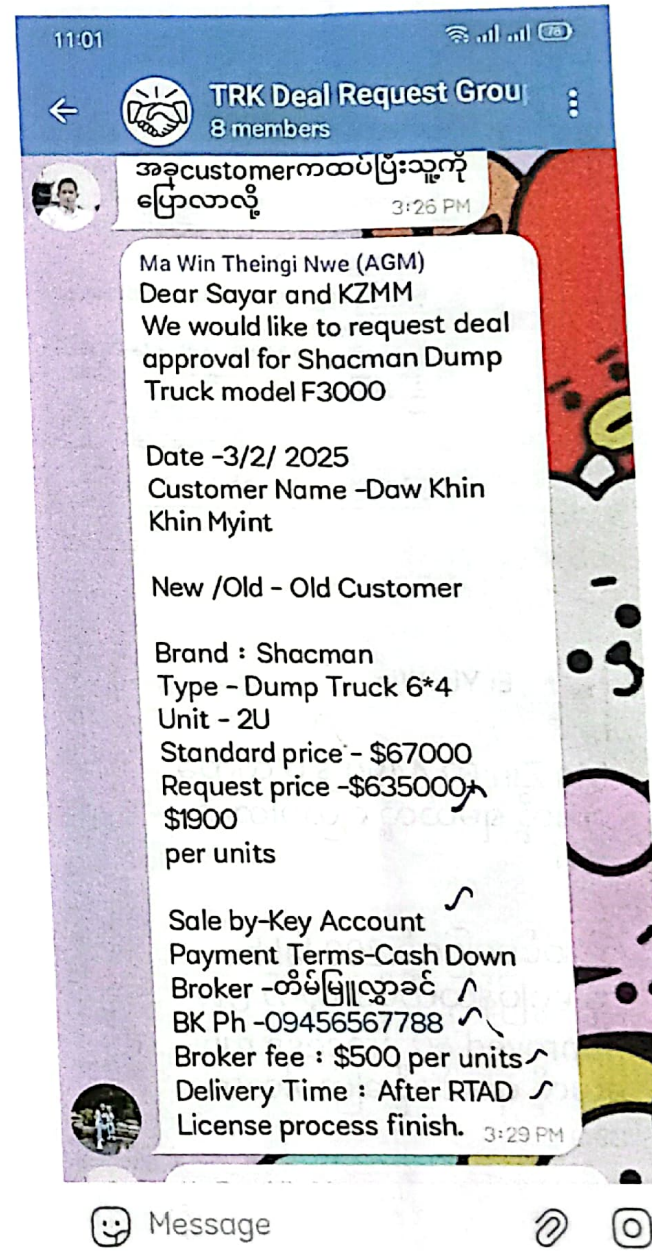 11:01
78
TRK Deal Request Grou
8 members
အခုcustomerကထပ်ပြီးသူ့ကို
ပြောလာလို့
3:26 PM
Ma Win Theingi Nwe (AGM)
Dear Sayar and KZMM
We would like to request deal
approval for Shacman Dump
Truck model F3000
Date -3/2/ 2025
Customer Name -Daw Khin
Khin Myint
New /Old - Old Customer
Brand : Shacman
Type - Dump Truck 6*4
Unit - 2U
Standard price - $67000
Request price -$635000+
$1900
per units
Sale by-Key Account
Payment Terms-Cash Down
Broker -တိမ်မြူလွှာခင်
BK Ph -09456567788
Broker fee : $500 per units
Delivery Time : After RTAD
License process finish.
3:29 PM
Message